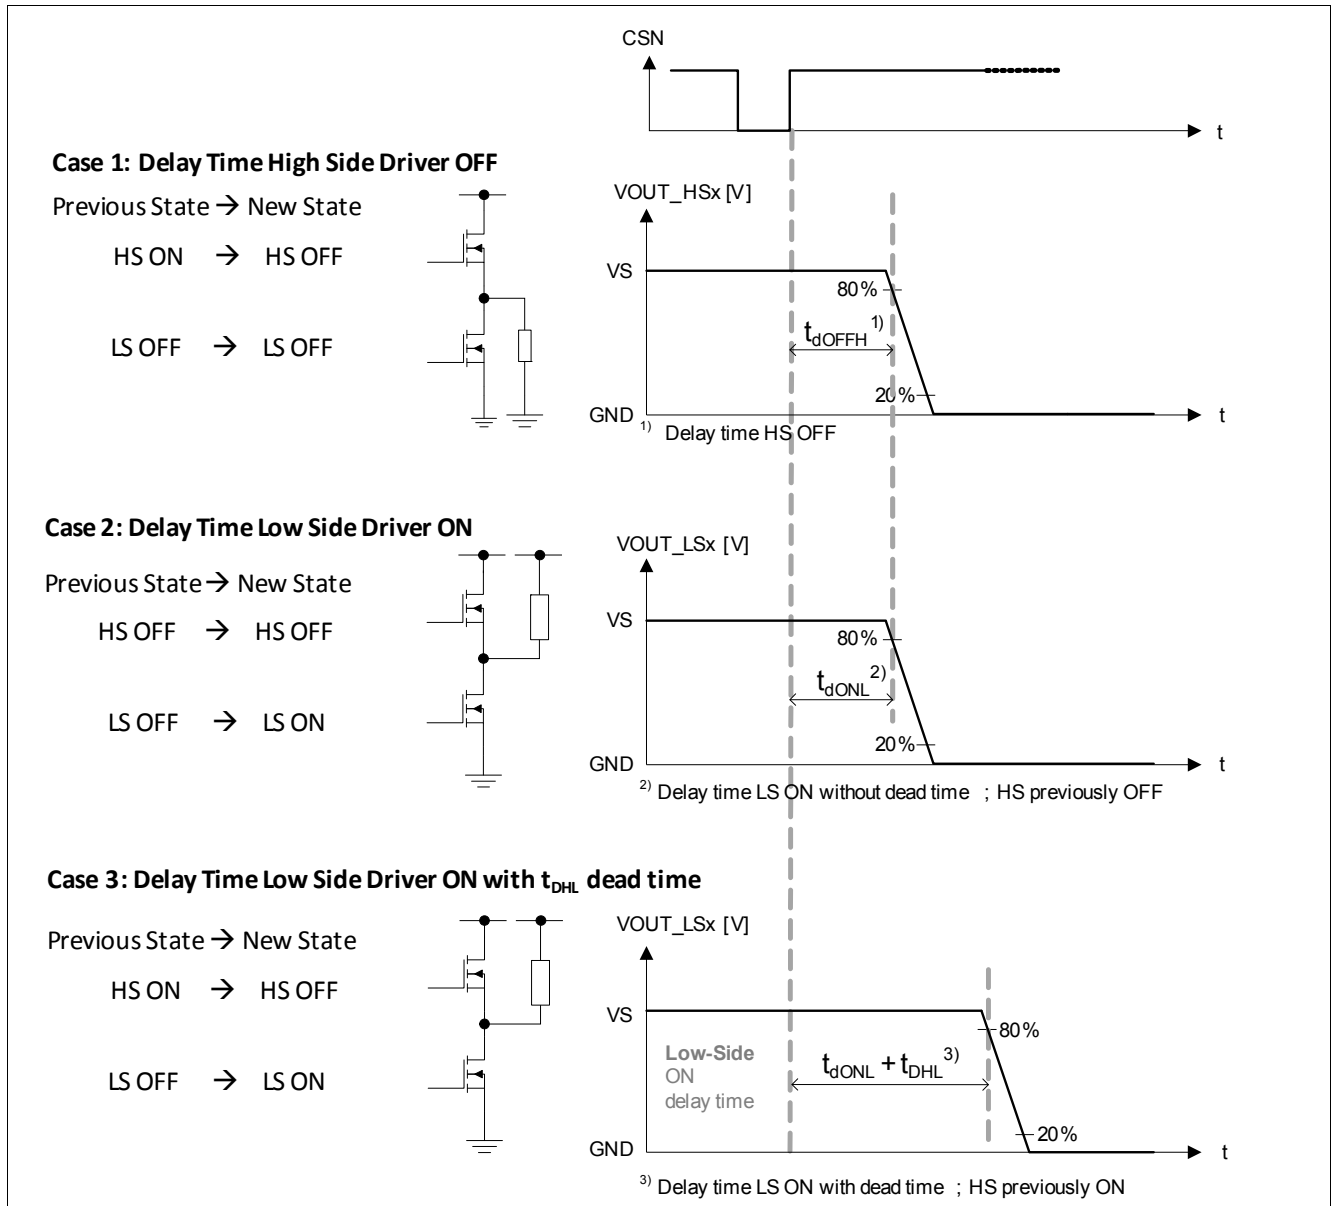 CSN
t
Case 1: Delay Time High Side Driver OFF
Previous State → New State
HS ON → HS OFF
LS OFF → LS OFF
VOUT_HSx [V]
VS
80%
tdOFFH 1)
20%
GND
t
1) Delay time HS OFF
Case 2: Delay Time Low Side Driver ON
Previous State → New State
HS OFF → HS OFF
LS OFF → LS ON
VOUT_LSx [V]
VS
80%
tdONL 2)
20%
GND
t
2) Delay time LS ON without dead time ; HS previously OFF
Case 3: Delay Time Low Side Driver ON with tDHL dead time
Previous State → New State
HS ON → HS OFF
LS OFF → LS ON
VOUT_LSx [V]
VS
80%
Low-Side
ON
delay time
tdONL + tDHL 3)
20%
GND
t
3) Delay time LS ON with dead time ; HS previously ON